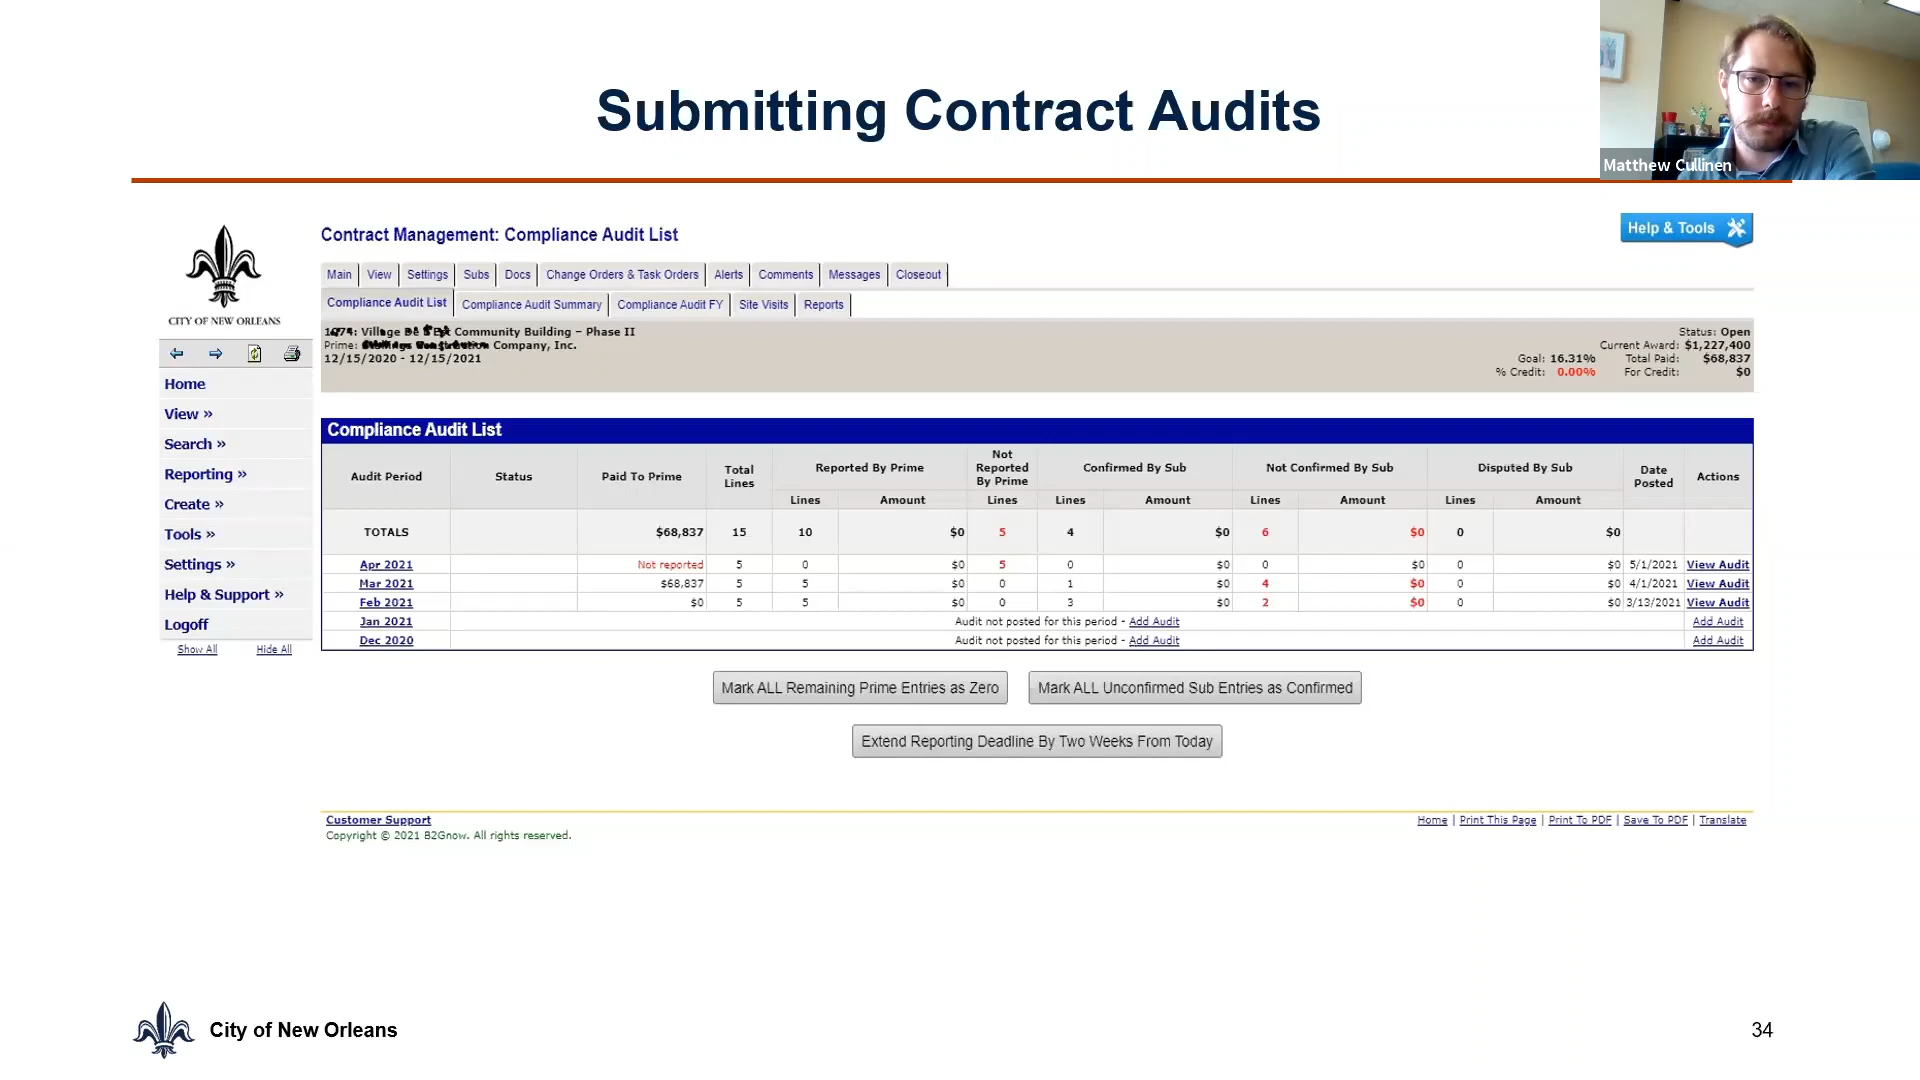 Submitting Contract Audits
Matthew Cullinen
Help & Tools
CITY OF NEW ORLEANS
Home
View »
Search »
Reporting »
Create »
Tools »
Settings »
Help & Support »
Logoff
Show All Hide All
Contract Management: Compliance Audit List
Main View Settings Subs Docs Change Orders & Task Orders Alerts Comments Messages Closeout
Compliance Audit List Compliance Audit Summary Compliance Audit FY Site Visits Reports
Village De Community Building – Phase II
Prime: Company, Inc.
12/15/2020 - 12/15/2021
Status: Open
Current Award: $1,227,400
Goal: 16.31% Total Paid: $68,837
% Credit: 0.00% For Credit: $0
Compliance Audit List
Audit Period Status Paid To Prime Total Lines Reported By Prime Not Reported By Prime Confirmed By Sub Not Confirmed By Sub Disputed By Sub Date Posted Actions
Lines Amount Lines Lines Amount Lines Amount Lines Amount
TOTALS $68,837 15 10 $0 5 4 $0 6 $0 0 $0
Apr 2021 Not reported 5 0 $0 5 0 $0 0 $0 0 $0 5/1/2021 View Audit
Mar 2021 $68,837 5 5 $0 0 1 $0 4 $0 0 $0 4/1/2021 View Audit
Feb 2021 $0 5 5 $0 0 3 $0 2 $0 0 $0 3/13/2021 View Audit
Jan 2021 Audit not posted for this period - Add Audit Add Audit
Dec 2020 Audit not posted for this period - Add Audit Add Audit
Mark ALL Remaining Prime Entries as Zero Mark ALL Unconfirmed Sub Entries as Confirmed
Extend Reporting Deadline By Two Weeks From Today
Customer Support
Copyright © 2021 B2Gnow. All rights reserved.
Home | Print This Page | Print To PDF | Save To PDF | Translate
City of New Orleans
34